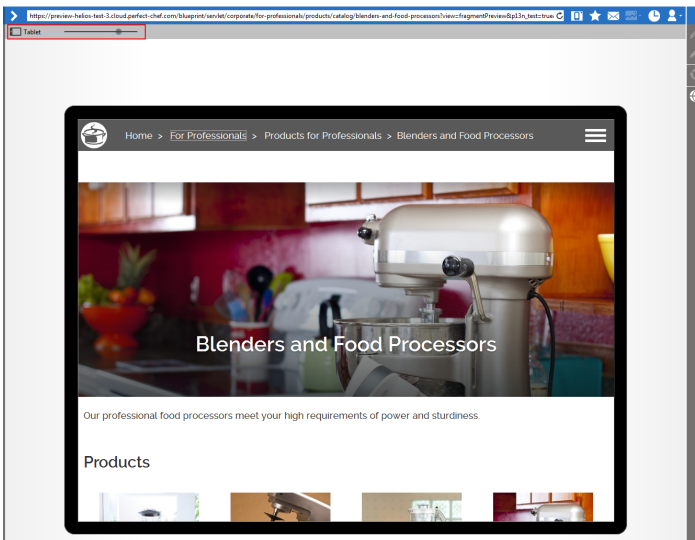 https://preview-helios-test-3.cloud.perfect-chef.com/blueprint/servlet/corporate/for-professionals/products/catalog/blenders-and-food-processors?view=fragmentPreview&p13n_test=true&
Tablet
Home > For Professionals > Products for Professionals > Blenders and Food Processors
Blenders and Food Processors
Our professional food processors meet your high requirements of power and sturdiness.
Products